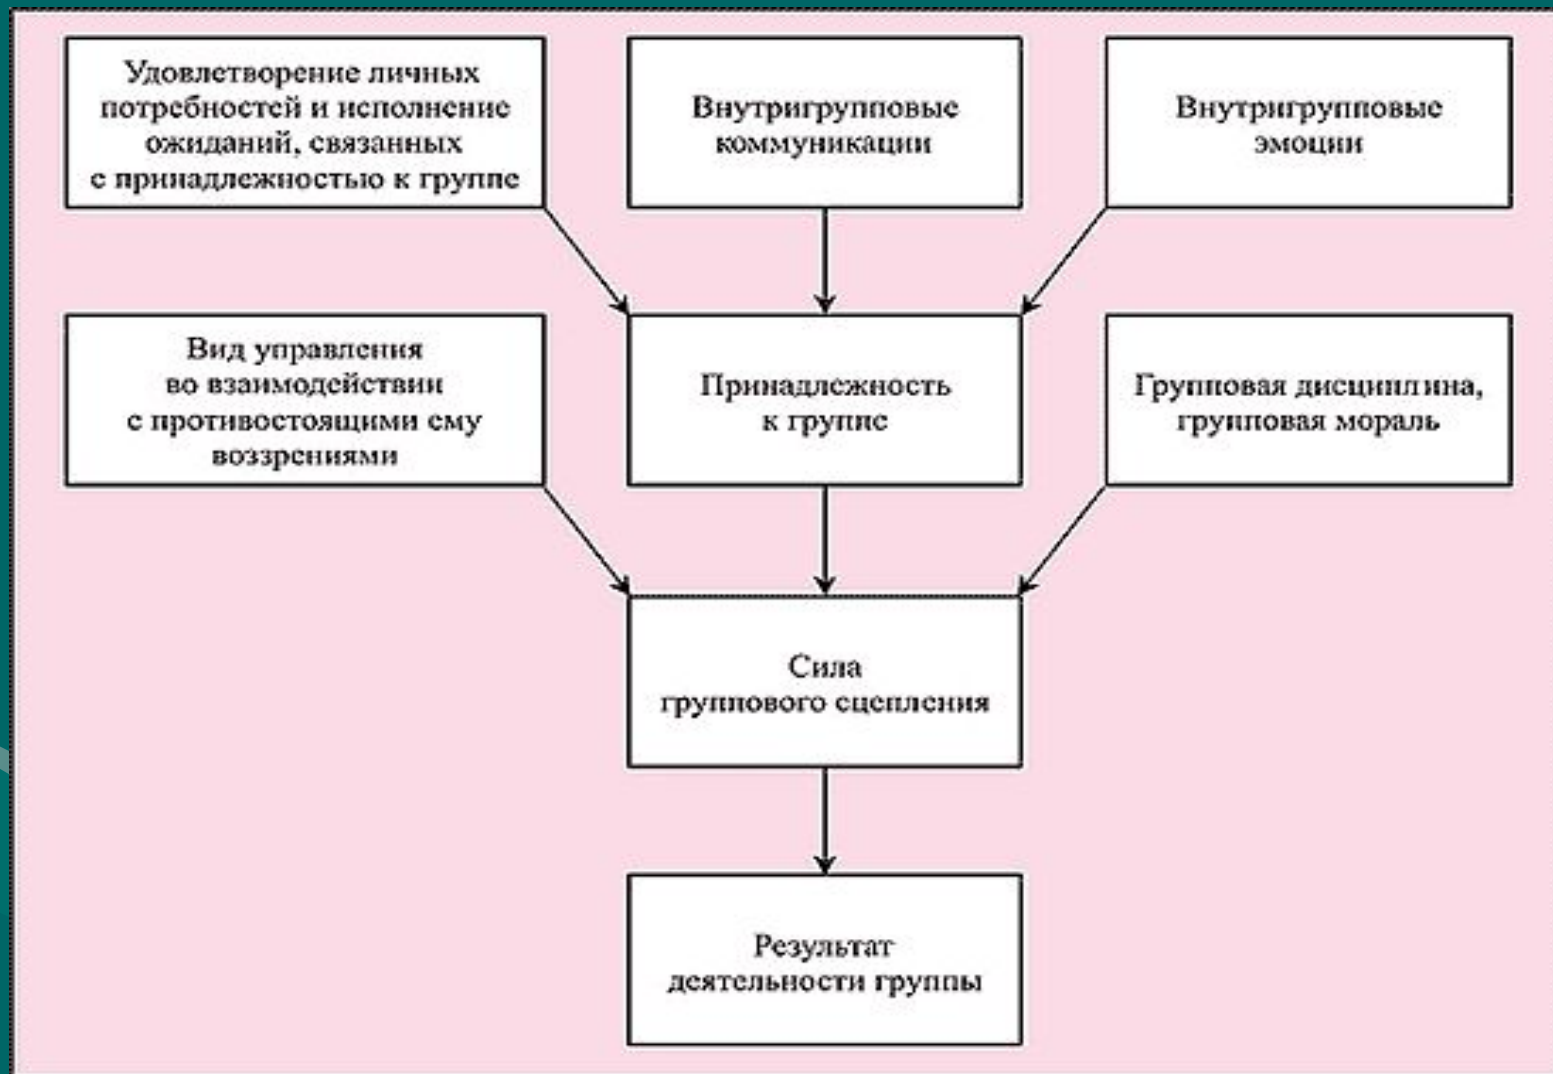 Удовлетворение личных
потребностей и исполнение
ожиданий, связанных
с принадлежностью к группе
Внутригрупповые
коммуникации
Внутригрупповые
эмоции
Вид управления
во взаимодействии
с противостоящими ему
воззрениями
Принадлежность
к группе
Групповая дисциплина,
групповая мораль
Сила
группового сцепления
Результат
деятельности группы